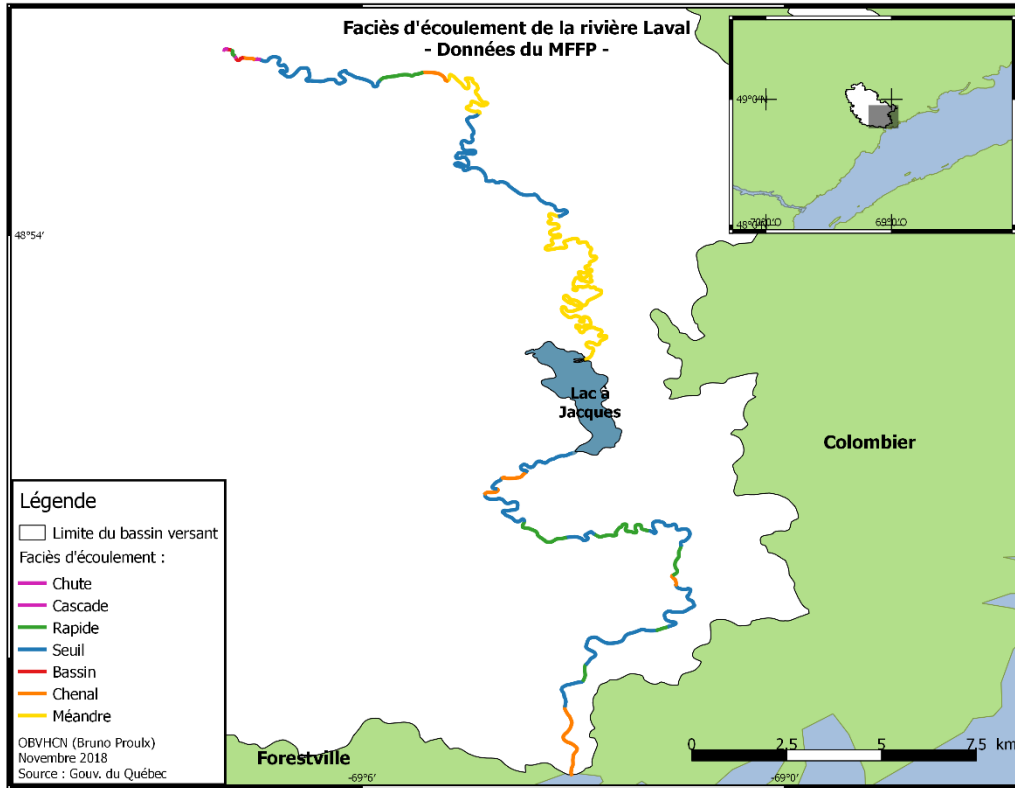 Faciès d'écoulement de la rivière Laval
- Données du MFFP -
49°0'N
69°0'O
48°54'
Lac à
Jacques
Colombier
Légende
Limite du bassin versant
Faciès d'écoulement :
Chute
Cascade
Rapide
Seuil
Bassin
Chenal
Méandre
OBVHCN (Bruno Proulx)
Novembre 2018
Source : Gouv. du Québec
Forestville
0 2.5 5 7.5 km
-69°6' -69°0'